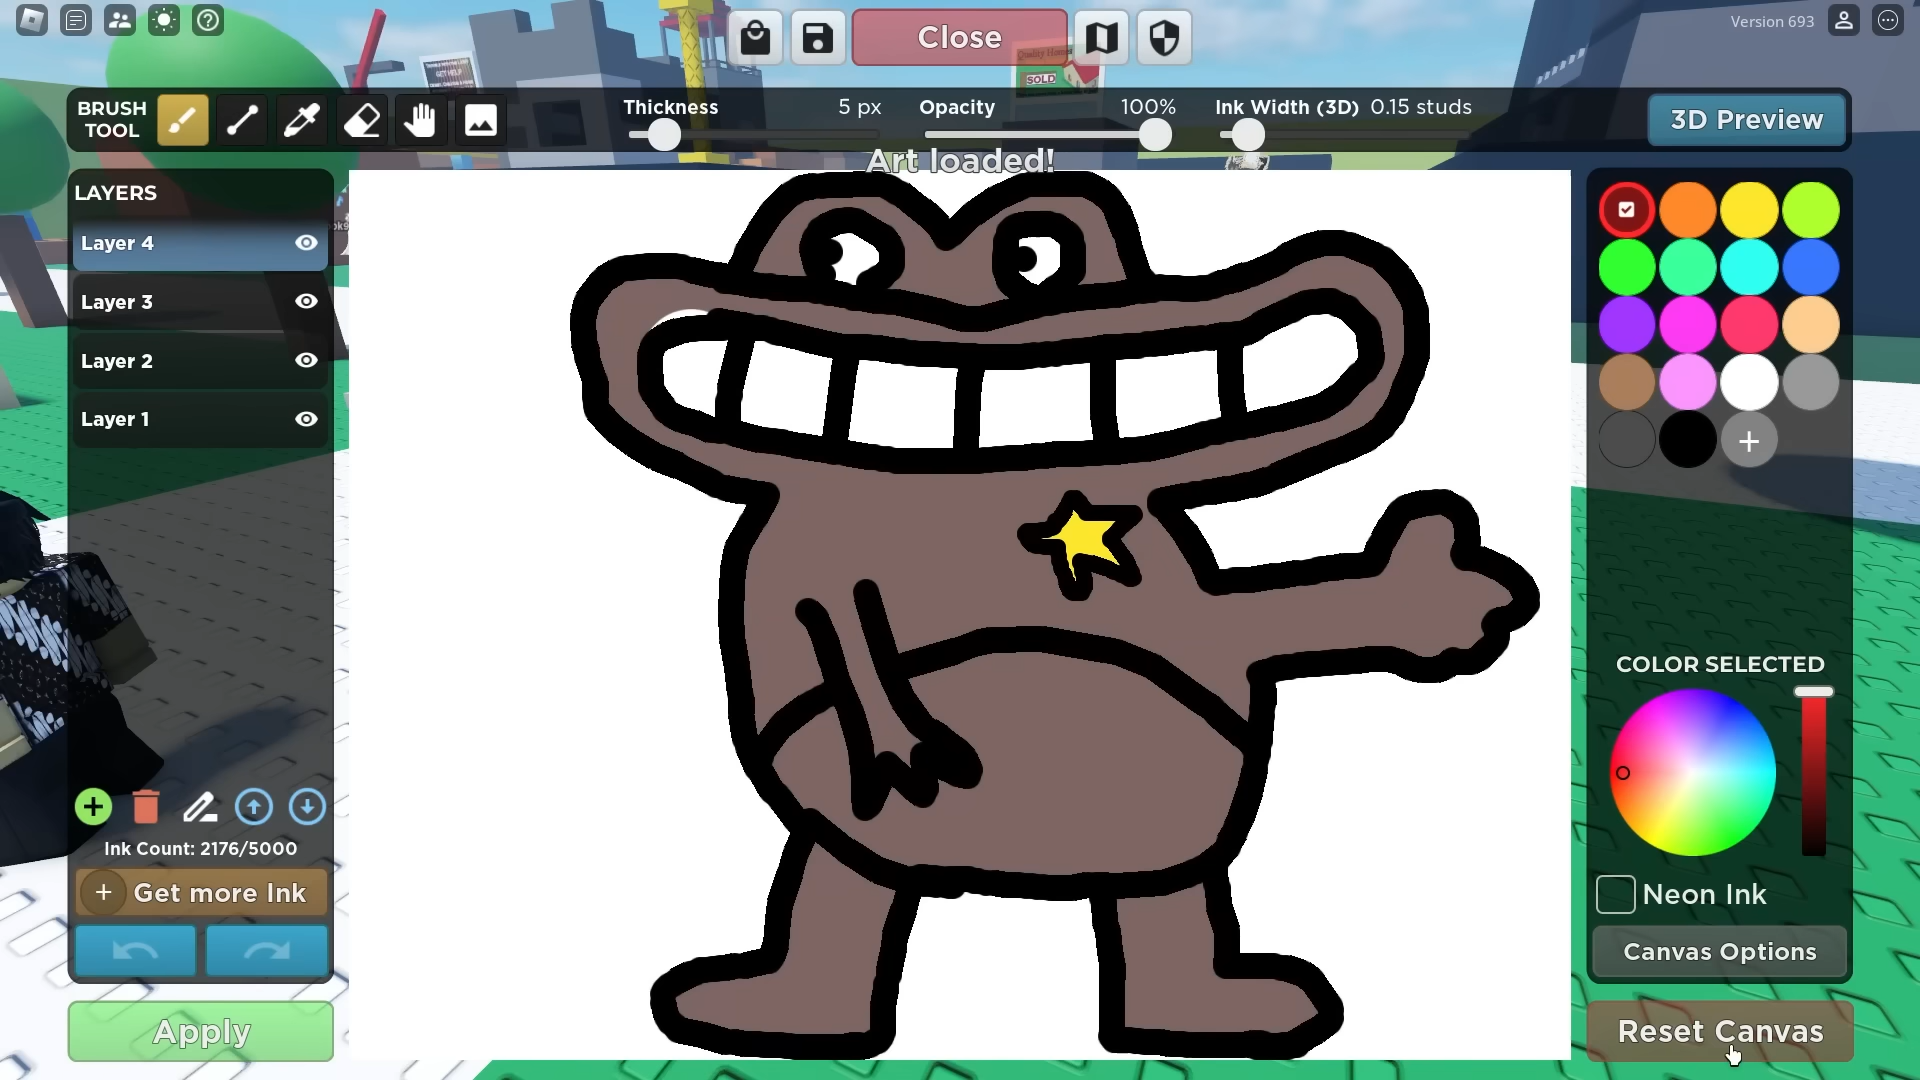 Version 693
Close
GET HELP
SOLD
BRUSH
TOOL
Thickness 5 px
Opacity 100%
Ink Width (3D) 0.15 studs
3D Preview
Art loaded!
LAYERS
Layer 4
Layer 3
Layer 2
Layer 1
Ink Count: 2176/5000
+ Get more Ink
Apply
COLOR SELECTED
Neon Ink
Canvas Options
Reset Canvas